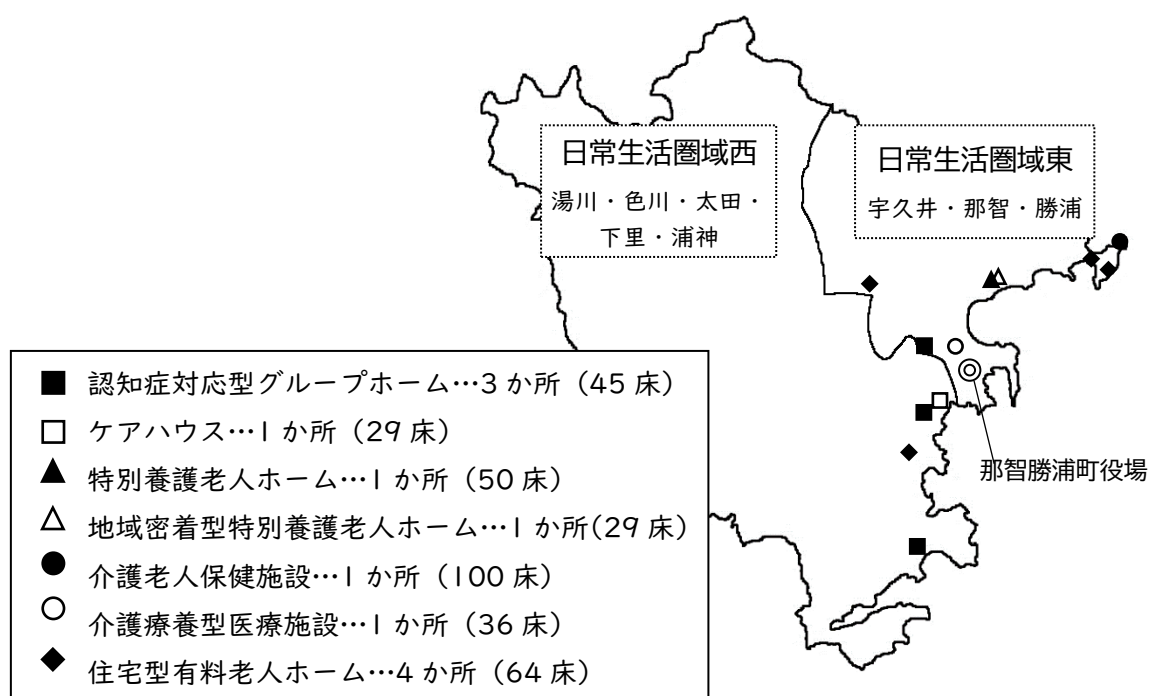 日常生活圏域西
湯川・色川・太田・
下里・浦神
日常生活圏域東
宇久井・那智・勝浦
那智勝浦町役場
■ 認知症対応型グループホーム…3か所（45床）
□ ケアハウス…1か所（29床）
▲ 特別養護老人ホーム…1か所（50床）
△ 地域密着型特別養護老人ホーム…1か所(29床)
● 介護老人保健施設…1か所（100床）
○ 介護療養型医療施設…1か所（36床）
◆ 住宅型有料老人ホーム…4か所（64床）